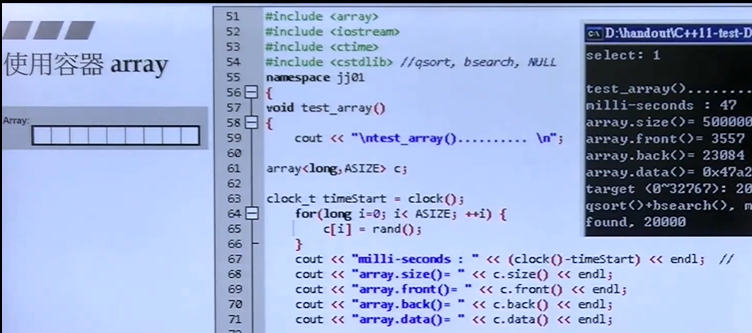 使用容器 array
Array:
51 #include <array>
52 #include <iostream>
53 #include <ctime>
54 #include <cstdlib> //qsort, bsearch, NULL
55 namespace jj01
56 {
57 void test_array()
58 {
59 cout << "\ntest_array().......... \n";
60
61 array<long,ASIZE> c;
62
63 clock_t timeStart = clock();
64 for(long i=0; i< ASIZE; ++i) {
65 c[i] = rand();
66 }
67 cout << "milli-seconds : " << (clock()-timeStart) << endl; //
68 cout << "array.size()= " << c.size() << endl;
69 cout << "array.front()= " << c.front() << endl;
70 cout << "array.back()= " << c.back() << endl;
71 cout << "array.data()= " << c.data() << endl;
D:\handout\C++11-test-D
select: 1
test_array().........
milli-seconds : 47
array.size()= 500000
array.front()= 3557
array.back()= 23084
array.data()= 0x47a2
target (0~32767): 20
qsort()+bsearch(), m
found, 20000